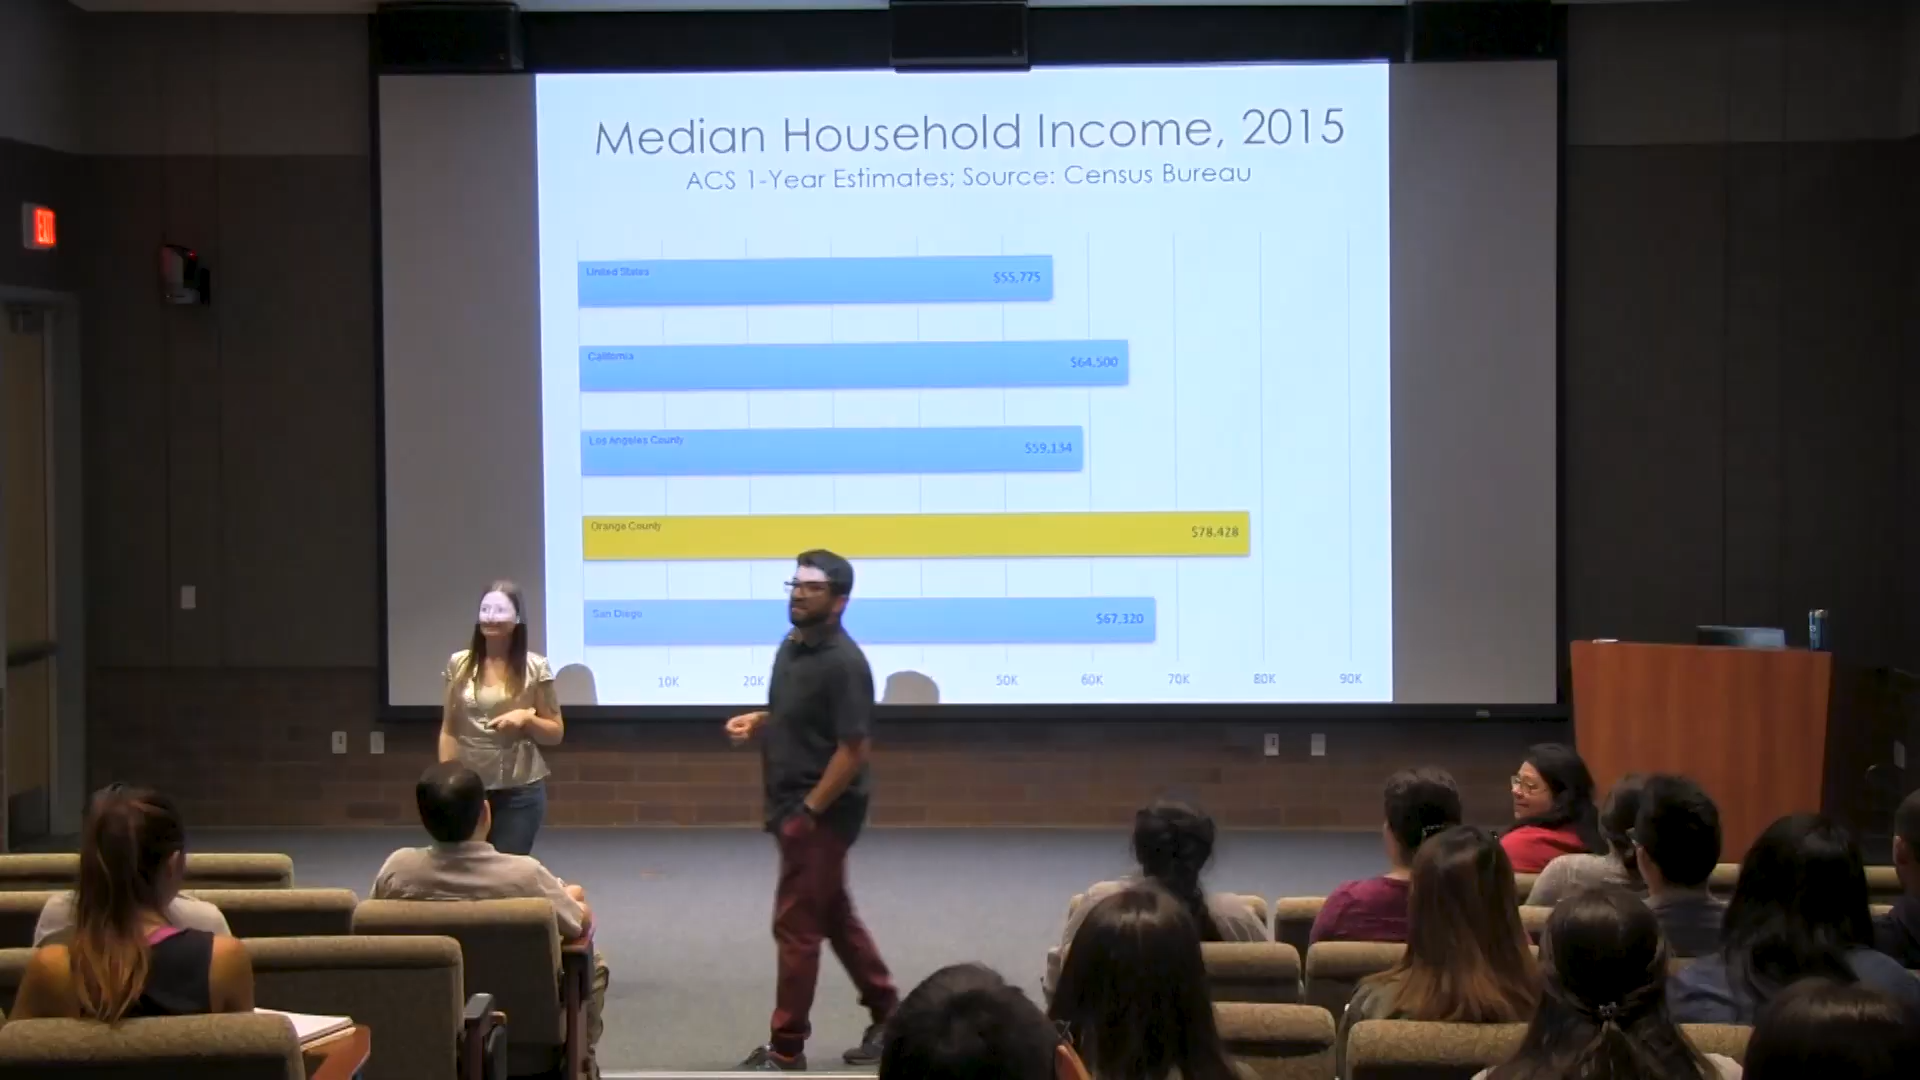 Median Household Income, 2015
ACS 1-Year Estimates; Source: Census Bureau
EXIT
United States
$55,775
California
$64,500
Los Angeles County
$59,134
Orange County
$78,428
San Diego
$67,320
10K 20K 50K 60K 70K 80K 90K